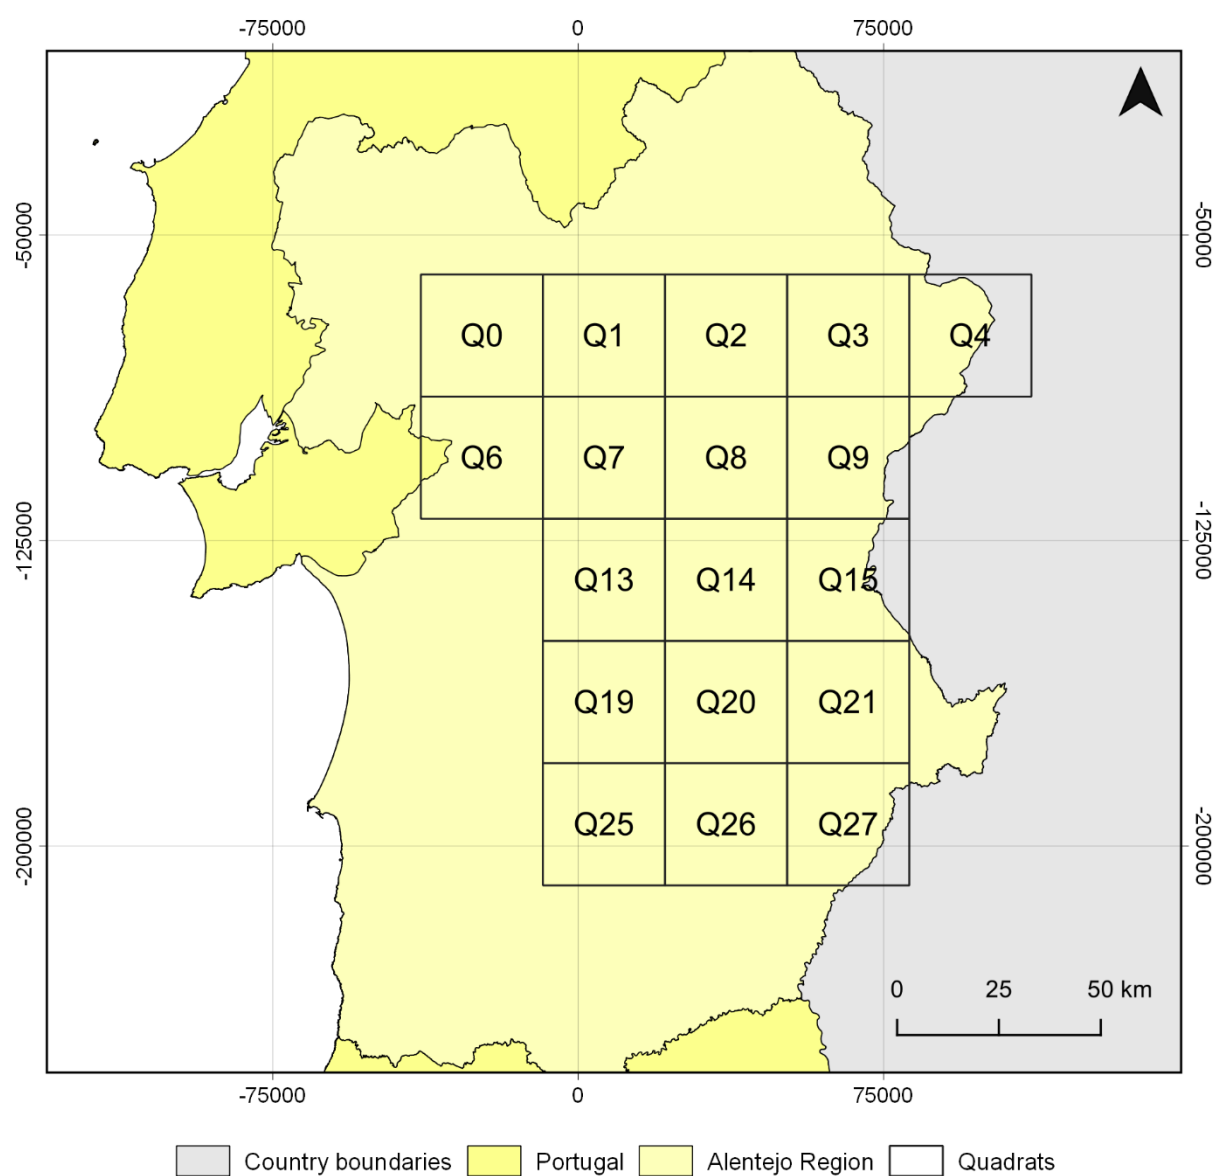 -75000 0 75000
-50000 -50000
Q0 Q1 Q2 Q3 Q4
Q6 Q7 Q8 Q9
-125000 -125000
Q13 Q14 Q15
Q19 Q20 Q21
Q25 Q26 Q27
-200000 -200000
0 25 50 km
-75000 0 75000
Country boundaries Portugal Alentejo Region Quadrats